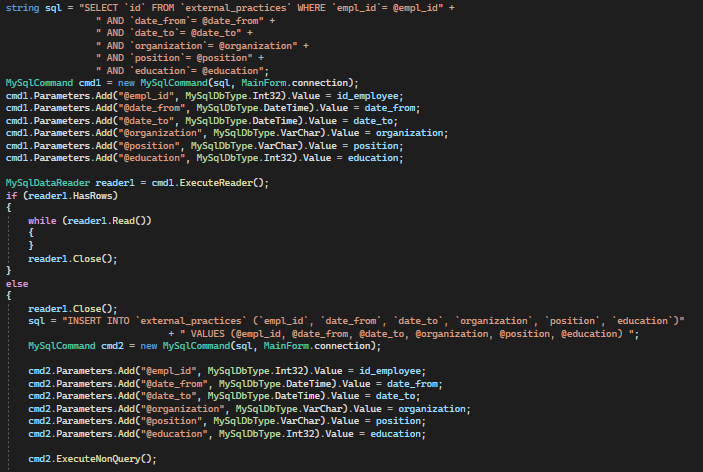 string sql = "SELECT `id` FROM `external_practices` WHERE `empl_id`= @empl_id" +
" AND `date_from`= @date_from" +
" AND `date_to`= @date_to" +
" AND `organization`= @organization" +
" AND `position`= @position" +
" AND `education`= @education";
MySqlCommand cmd1 = new MySqlCommand(sql, MainForm.connection);
cmd1.Parameters.Add("@empl_id", MySqlDbType.Int32).Value = id_employee;
cmd1.Parameters.Add("@date_from", MySqlDbType.DateTime).Value = date_from;
cmd1.Parameters.Add("@date_to", MySqlDbType.DateTime).Value = date_to;
cmd1.Parameters.Add("@organization", MySqlDbType.VarChar).Value = organization;
cmd1.Parameters.Add("@position", MySqlDbType.VarChar).Value = position;
cmd1.Parameters.Add("@education", MySqlDbType.Int32).Value = education;
MySqlDataReader reader1 = cmd1.ExecuteReader();
if (reader1.HasRows)
{
while (reader1.Read())
{
}
reader1.Close();
}
else
{
reader1.Close();
sql = "INSERT INTO `external_practices` (`empl_id`, `date_from`, `date_to`, `organization`, `position`, `education`)"
+ " VALUES (@empl_id, @date_from, @date_to, @organization, @position, @education) ";
MySqlCommand cmd2 = new MySqlCommand(sql, MainForm.connection);
cmd2.Parameters.Add("@empl_id", MySqlDbType.Int32).Value = id_employee;
cmd2.Parameters.Add("@date_from", MySqlDbType.DateTime).Value = date_from;
cmd2.Parameters.Add("@date_to", MySqlDbType.DateTime).Value = date_to;
cmd2.Parameters.Add("@organization", MySqlDbType.VarChar).Value = organization;
cmd2.Parameters.Add("@position", MySqlDbType.VarChar).Value = position;
cmd2.Parameters.Add("@education", MySqlDbType.Int32).Value = education;
cmd2.ExecuteNonQuery();